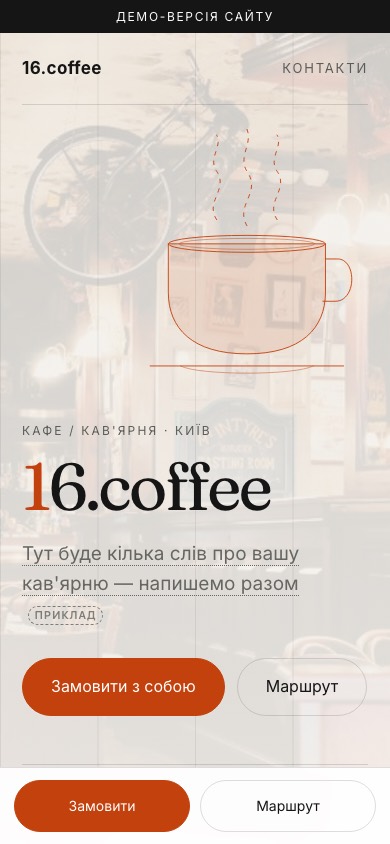 ДЕМО-ВЕРСІЯ САЙТУ
16.coffee
КОНТАКТИ
КАФЕ / КАВ'ЯРНЯ · КИЇВ
16.coffee
Тут буде кілька слів про вашу
кав'ярню — напишемо разом
ПРИКЛАД
Замовити з собою
Маршрут
Замовити
Маршрут